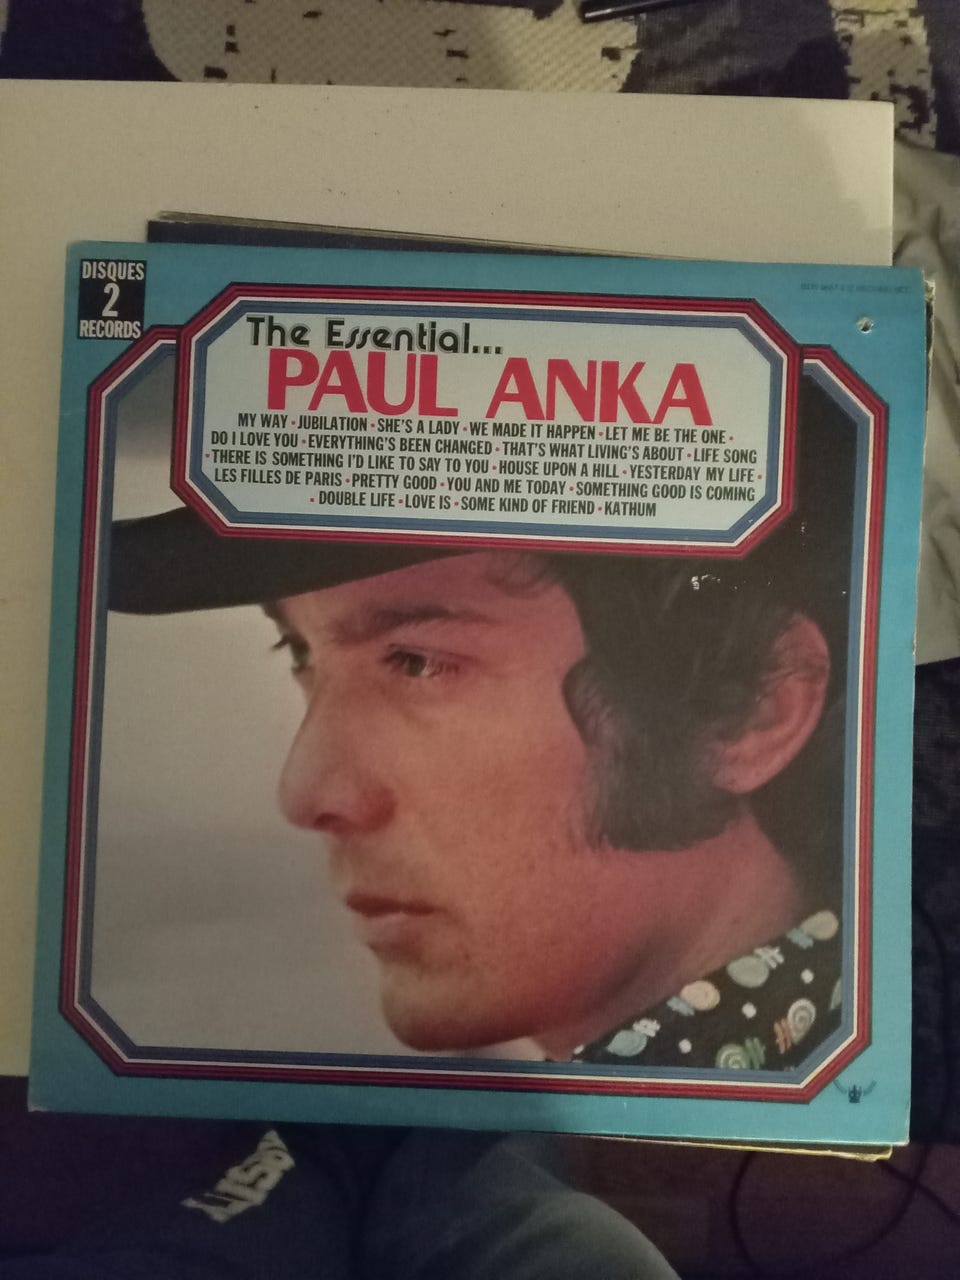 DISQUES
2
RECORDS
The Essential...
PAUL ANKA
MY WAY • JUBILATION • SHE'S A LADY • WE MADE IT HAPPEN • LET ME BE THE ONE •
DO I LOVE YOU • EVERYTHING'S BEEN CHANGED • THAT'S WHAT LIVING'S ABOUT • LIFE SONG
• THERE IS SOMETHING I'D LIKE TO SAY TO YOU • HOUSE UPON A HILL • YESTERDAY MY LIFE •
LES FILLES DE PARIS • PRETTY GOOD • YOU AND ME TODAY • SOMETHING GOOD IS COMING
• DOUBLE LIFE • LOVE IS • SOME KIND OF FRIEND • KATHUM